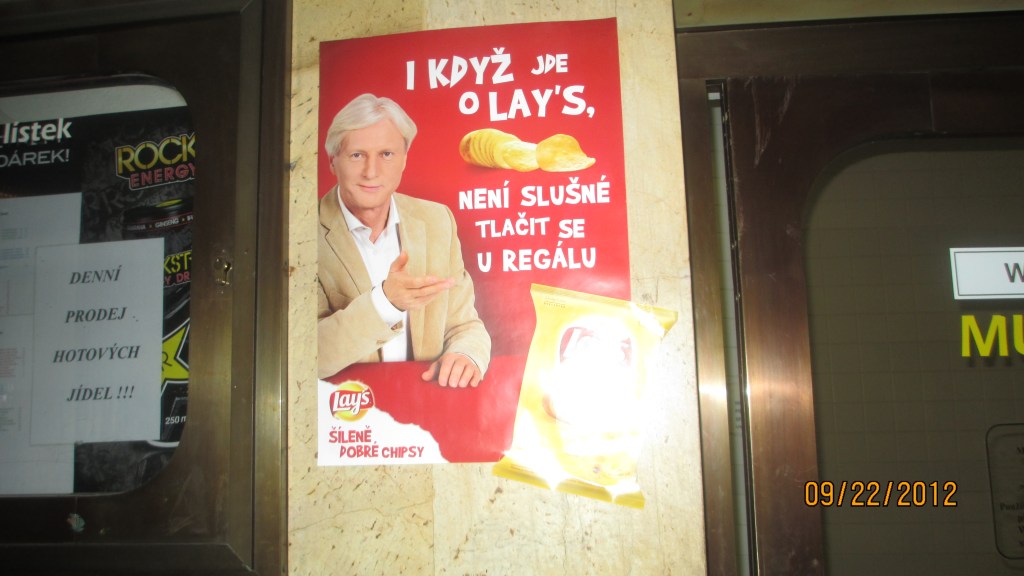 lístek
DÁREK!
ROCK
ENERGY
DENNÍ
PRODEJ
HOTOVÝCH
JÍDEL !!!
250 m
I KDYŽ JDE
O LAY'S,
NENÍ SLUŠNÉ
TLAČIT SE
U REGÁLU
Lay's
ŠÍLENĚ
DOBRÉ CHIPSY
W
MU
09/22/2012